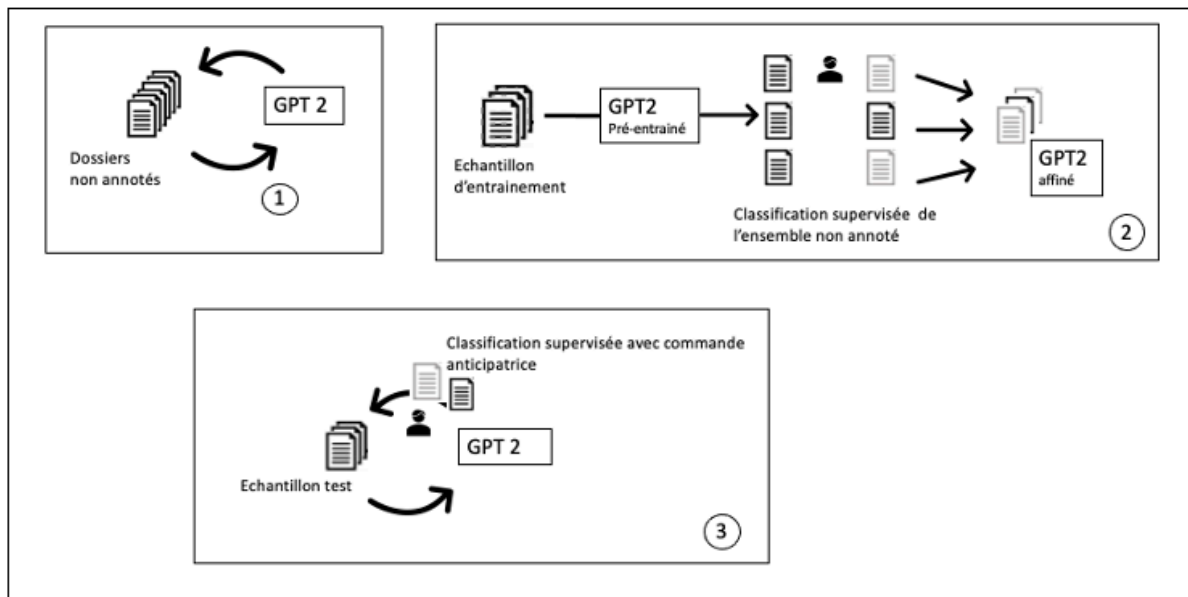 GPT 2
Dossiers
non annotés
1
Echantillon
d'entrainement
GPT2
Pré-entrainé
Classification supervisée de
l'ensemble non annoté
GPT2
affiné
2
Classification supervisée avec commande
anticipatrice
GPT 2
Echantillon test
3